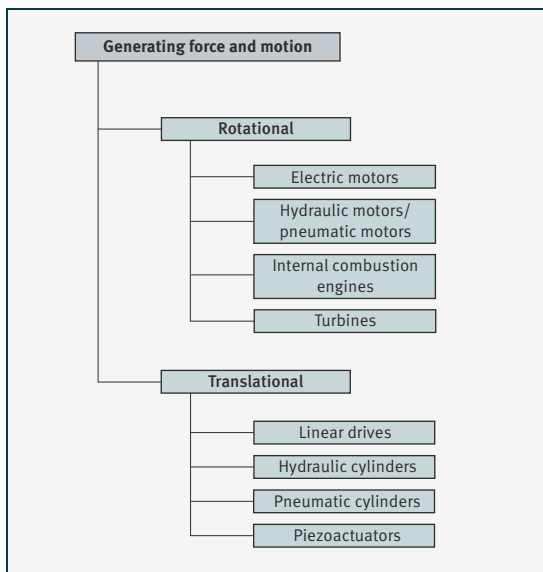 Generating force and motion
Rotational
Electric motors
Hydraulic motors/
pneumatic motors
Internal combustion
engines
Turbines
Translational
Linear drives
Hydraulic cylinders
Pneumatic cylinders
Piezoactuators